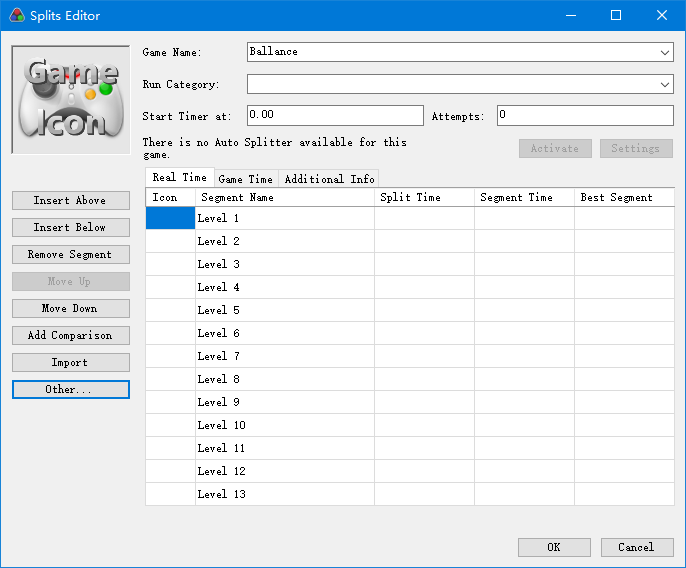 Splits Editor
Game Icon
Game Name: Ballance
Run Category:
Start Timer at: 0.00 Attempts: 0
There is no Auto Splitter available for this
game.
Activate Settings
Real Time Game Time Additional Info
Icon Segment Name Split Time Segment Time Best Segment
Insert Above
Insert Below
Remove Segment
Move Up
Move Down
Add Comparison
Import
Other...
Level 1
Level 2
Level 3
Level 4
Level 5
Level 6
Level 7
Level 8
Level 9
Level 10
Level 11
Level 12
Level 13
OK Cancel